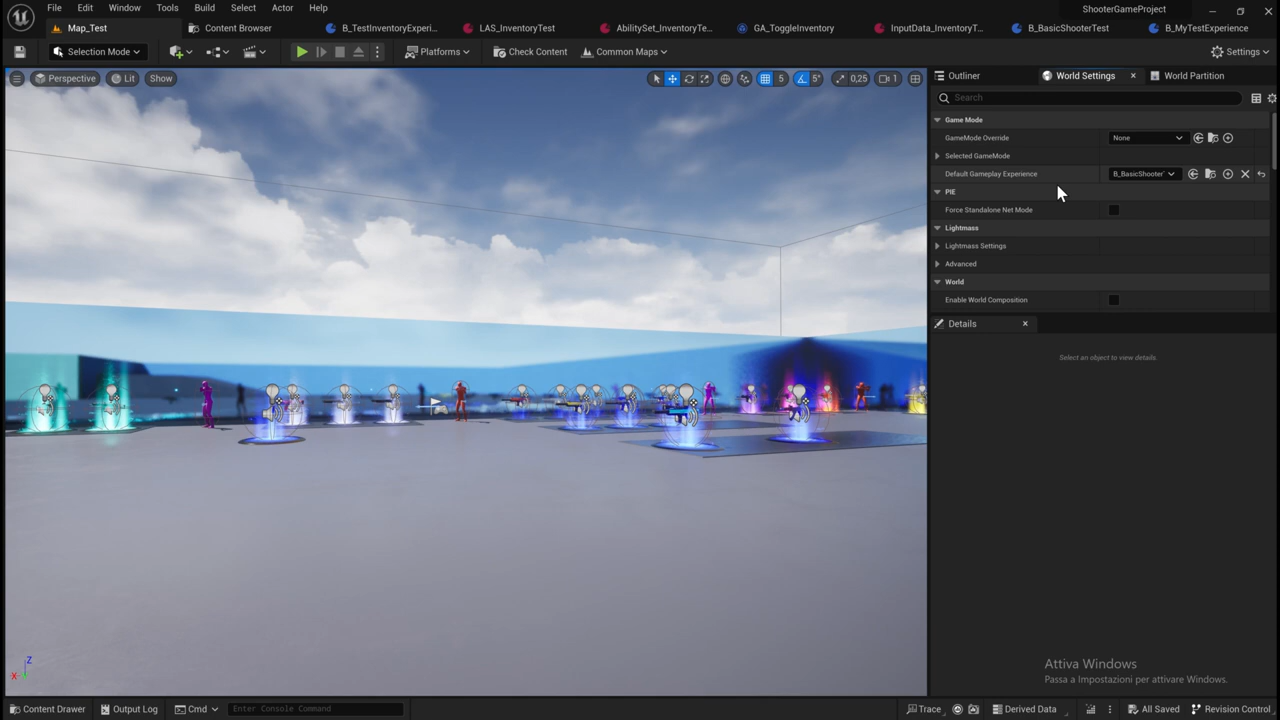 File Edit Window Tools Build Select Actor Help
ShooterGameProject
Map_Test
Content Browser
B_TestInventoryExperi...
LAS_InventoryTest
AbilitySet_InventoryTe...
GA_ToggleInventory
InputData_InventoryT...
B_BasicShooterTest
B_MyTestExperience
Selection Mode
Platforms
Check Content
Common Maps
Settings
Perspective
Lit
Show
5
5°
0,25
1
Outliner
World Settings
World Partition
Search
Game Mode
GameMode Override
None
Selected GameMode
Default Gameplay Experience
B_BasicShooter
PIE
Force Standalone Net Mode
Lightmass
Lightmass Settings
Advanced
World
Enable World Composition
Details
Select an object to view details.
Z
X
Attiva Windows
Passa a Impostazioni per attivare Windows.
Content Drawer
Output Log
Cmd
Enter Console Command
Trace
Derived Data
All Saved
Revision Control